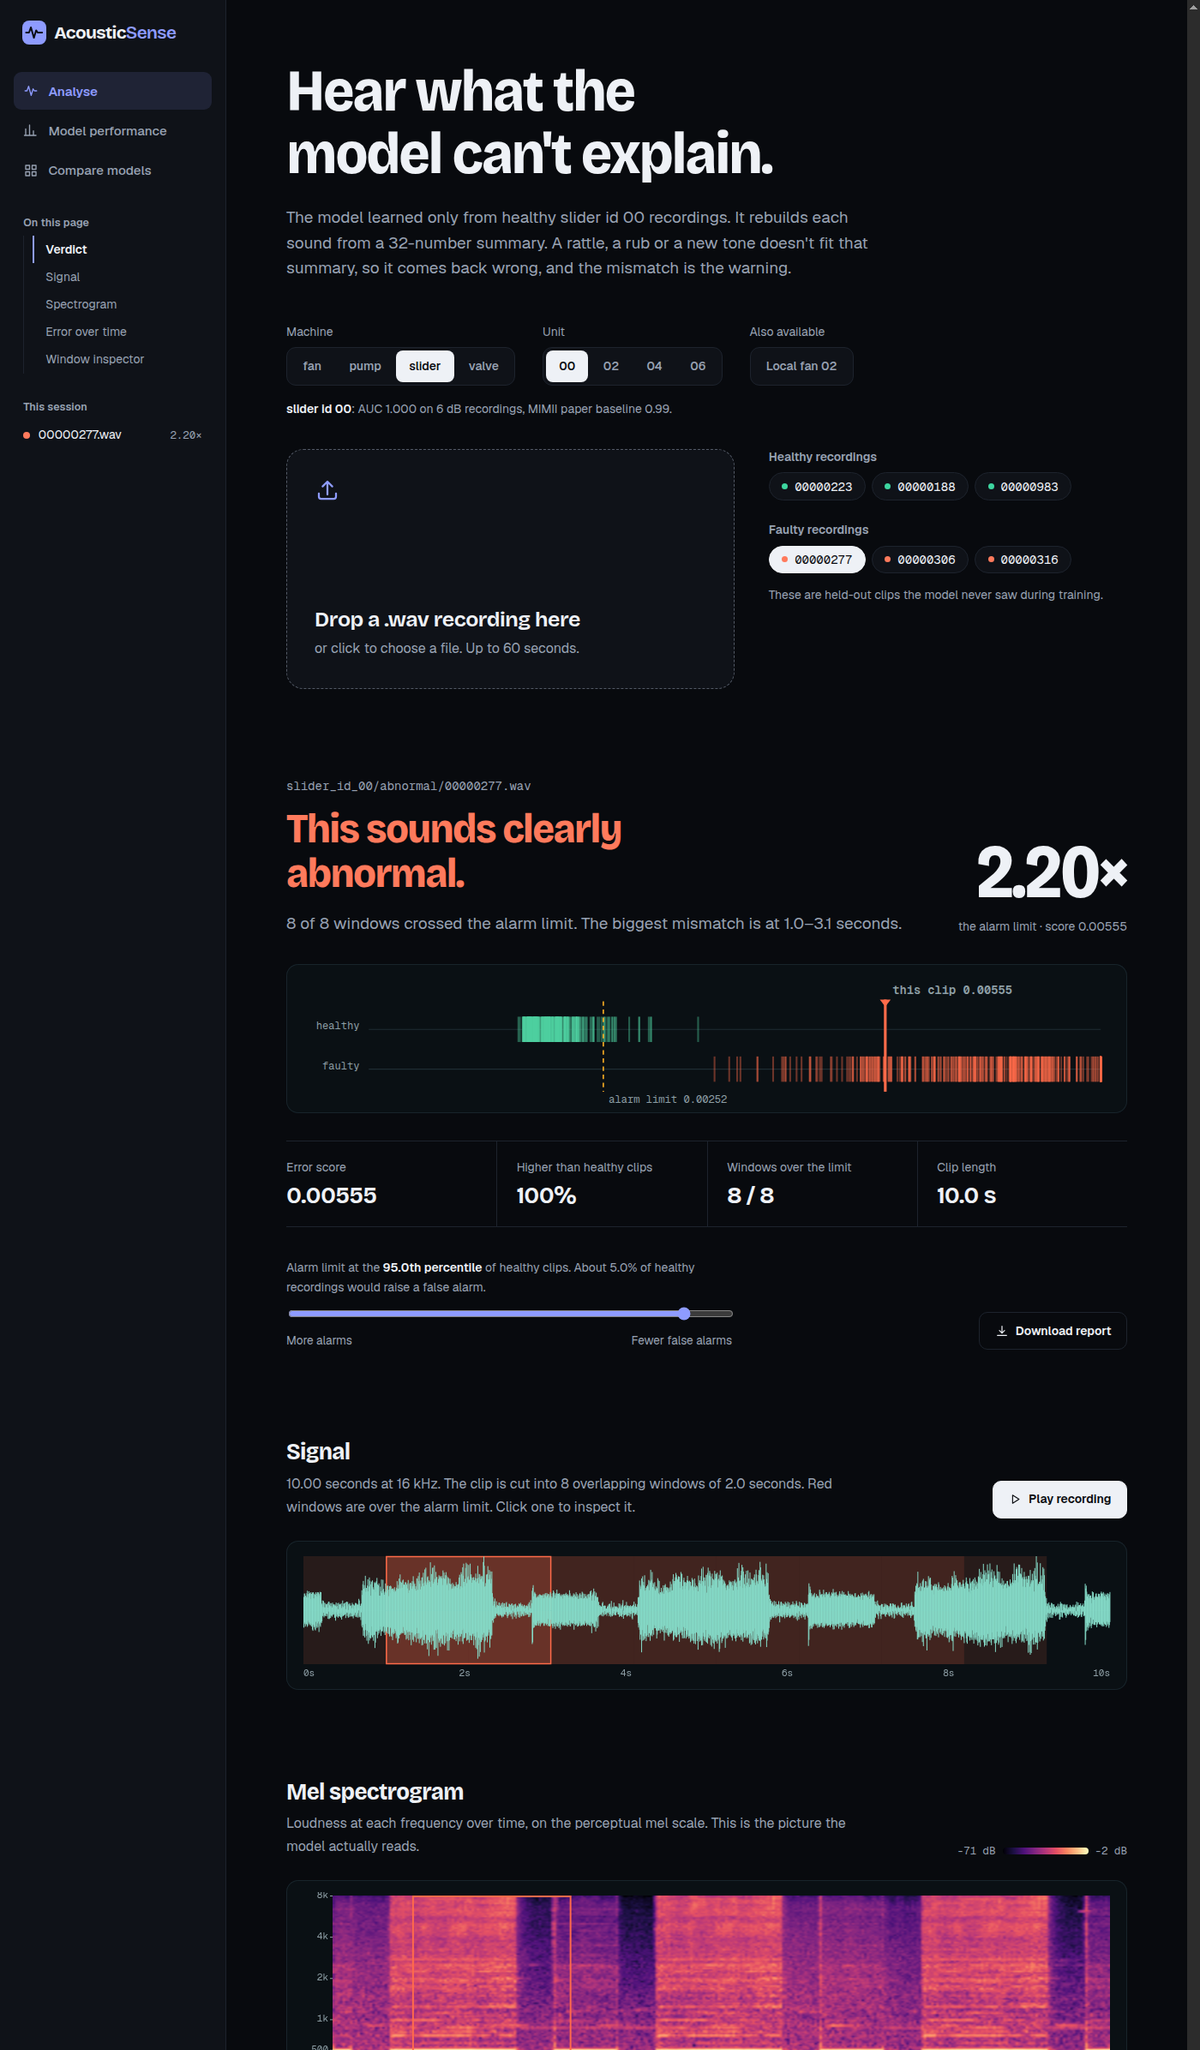 AcousticSense
Analyse
Model performance
Compare models
On this page
Verdict
Signal
Spectrogram
Error over time
Window inspector
This session
00000277.wav 2.20×
Hear what the
model can't explain.
The model learned only from healthy slider id 00 recordings. It rebuilds each
sound from a 32-number summary. A rattle, a rub or a new tone doesn't fit that
summary, so it comes back wrong, and the mismatch is the warning.
Machine Unit Also available
fan pump slider valve 00 02 04 06 Local fan 02
slider id 00: AUC 1.000 on 6 dB recordings, MIMII paper baseline 0.99.
Drop a .wav recording here
or click to choose a file. Up to 60 seconds.
Healthy recordings
00000223 00000188 00000983
Faulty recordings
00000277 00000306 00000316
These are held-out clips the model never saw during training.
slider_id_00/abnormal/00000277.wav
This sounds clearly
abnormal.
8 of 8 windows crossed the alarm limit. The biggest mismatch is at 1.0–3.1 seconds.
2.20×
the alarm limit · score 0.00555
this clip 0.00555
healthy
faulty
alarm limit 0.00252
Error score Higher than healthy clips Windows over the limit Clip length
0.00555 100% 8 / 8 10.0 s
Alarm limit at the 95.0th percentile of healthy clips. About 5.0% of healthy
recordings would raise a false alarm.
More alarms Fewer false alarms
Download report
Signal
10.00 seconds at 16 kHz. The clip is cut into 8 overlapping windows of 2.0 seconds. Red
windows are over the alarm limit. Click one to inspect it.
Play recording
0s 2s 4s 6s 8s 10s
Mel spectrogram
Loudness at each frequency over time, on the perceptual mel scale. This is the picture the
model actually reads.
-71 dB -2 dB
8k
4k
2k
1k
500